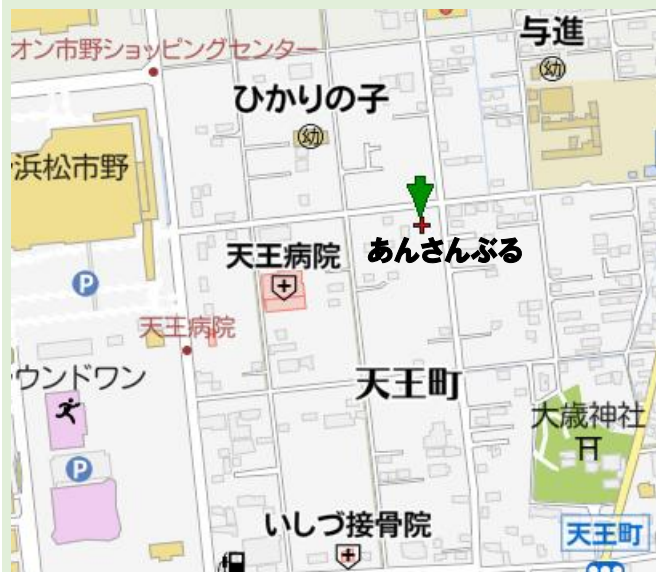 与進
オン市野ショッピングセンター
幼
ひかりの子
幼
浜松市野
あんさんぶる
天王病院
P
天王病院
ウンドワン
天王町
大歳神社
P
いしづ接骨院
天王町